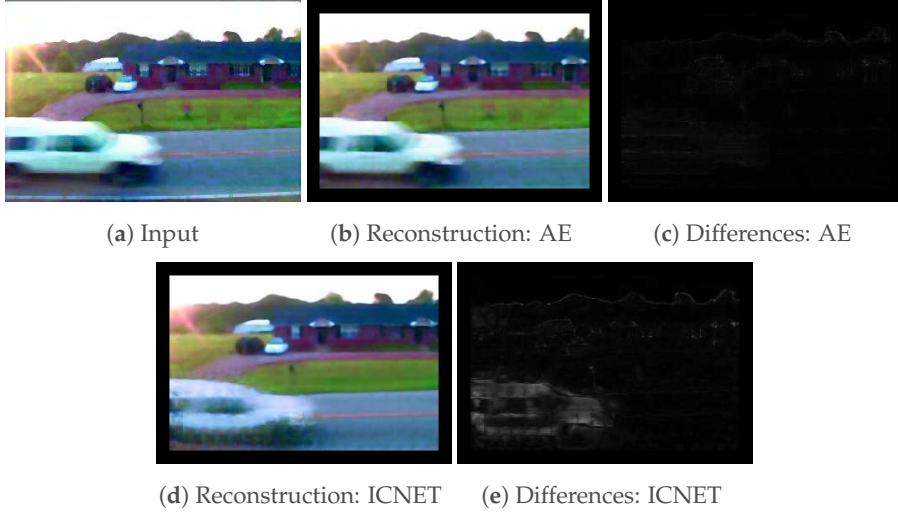 (a) Input
(b) Reconstruction: AE
(c) Differences: AE
(d) Reconstruction: ICNET
(e) Differences: ICNET